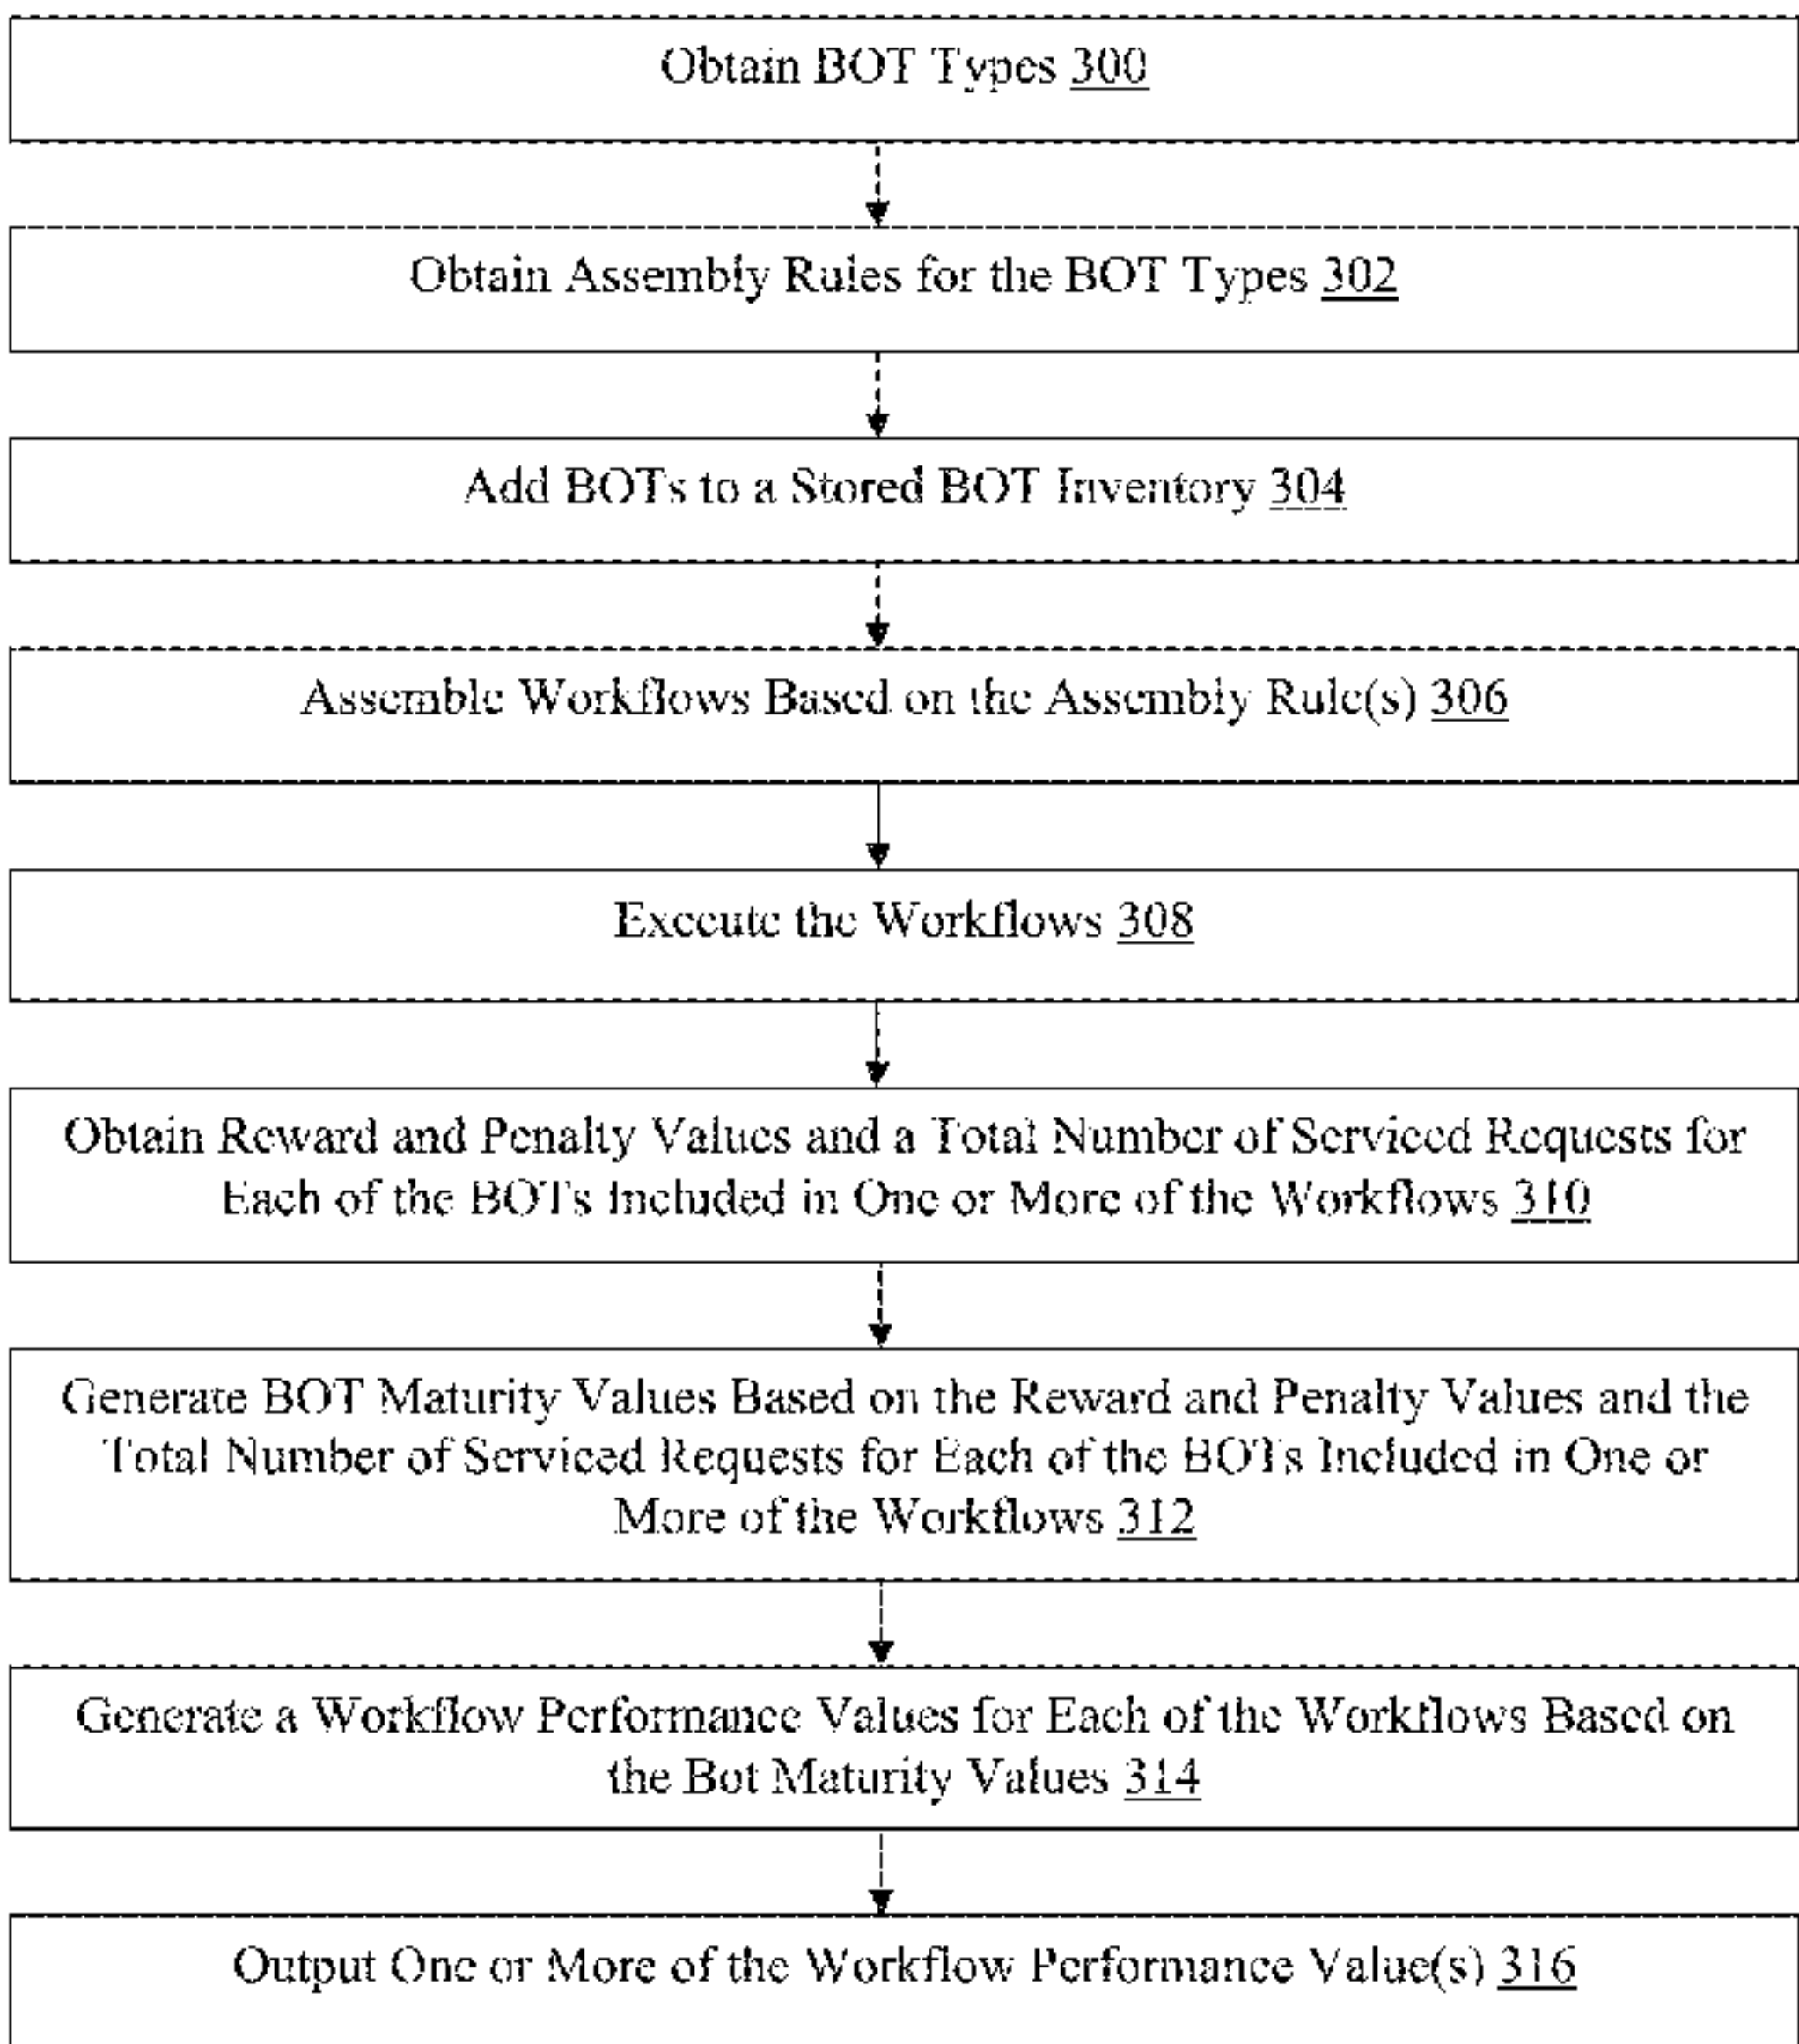 Obtain BOT Types 300
Obtain Assembly Rules for the BOT Types 302
Add BOTs to a Stored BOT Inventory 304
Assemble Workflows Based on the Assembly Rule(s) 306
Execute the Workflows 308
Obtain Reward and Penalty Values and a Total Number of Serviced Requests for
Each of the BOTs Included in One or More of the Workflows 310
Generate BOT Maturity Values Based on the Reward and Penalty Values and the
Total Number of Serviced Requests for Each of the BOTs Included in One or
More of the Workflows 312
Generate a Workflow Performance Values for Each of the Workflows Based on
the Bot Maturity Values 314
Output One or More of the Workflow Performance Value(s) 316